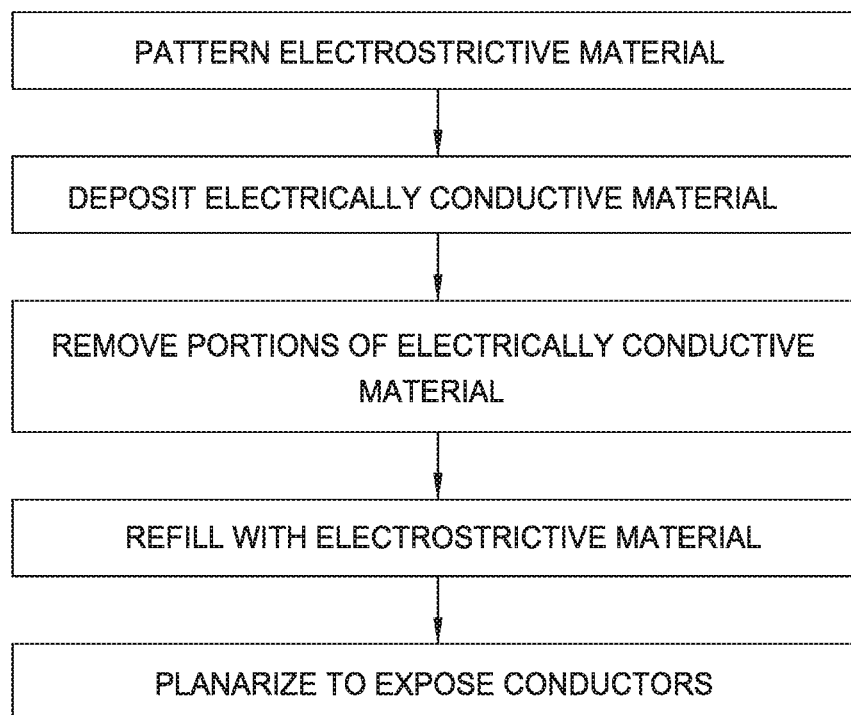 PATTERN ELECTROSTRICTIVE MATERIAL
DEPOSIT ELECTRICALLY CONDUCTIVE MATERIAL
REMOVE PORTIONS OF ELECTRICALLY CONDUCTIVE
MATERIAL
REFILL WITH ELECTROSTRICTIVE MATERIAL
PLANARIZE TO EXPOSE CONDUCTORS